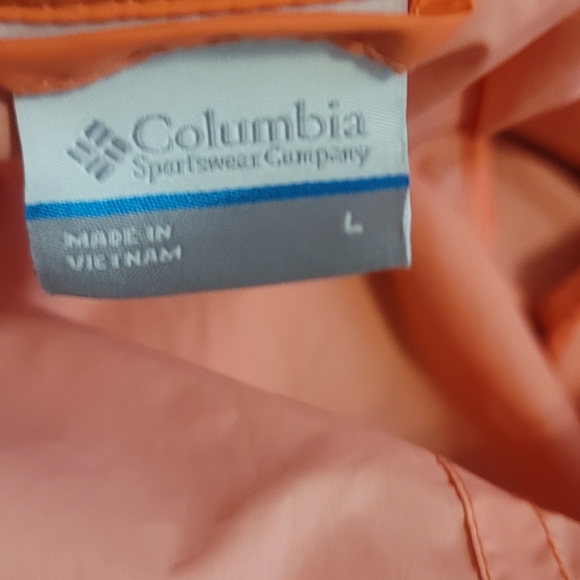 Columbia
Sportswear Company
MADE IN
VIETNAM
L